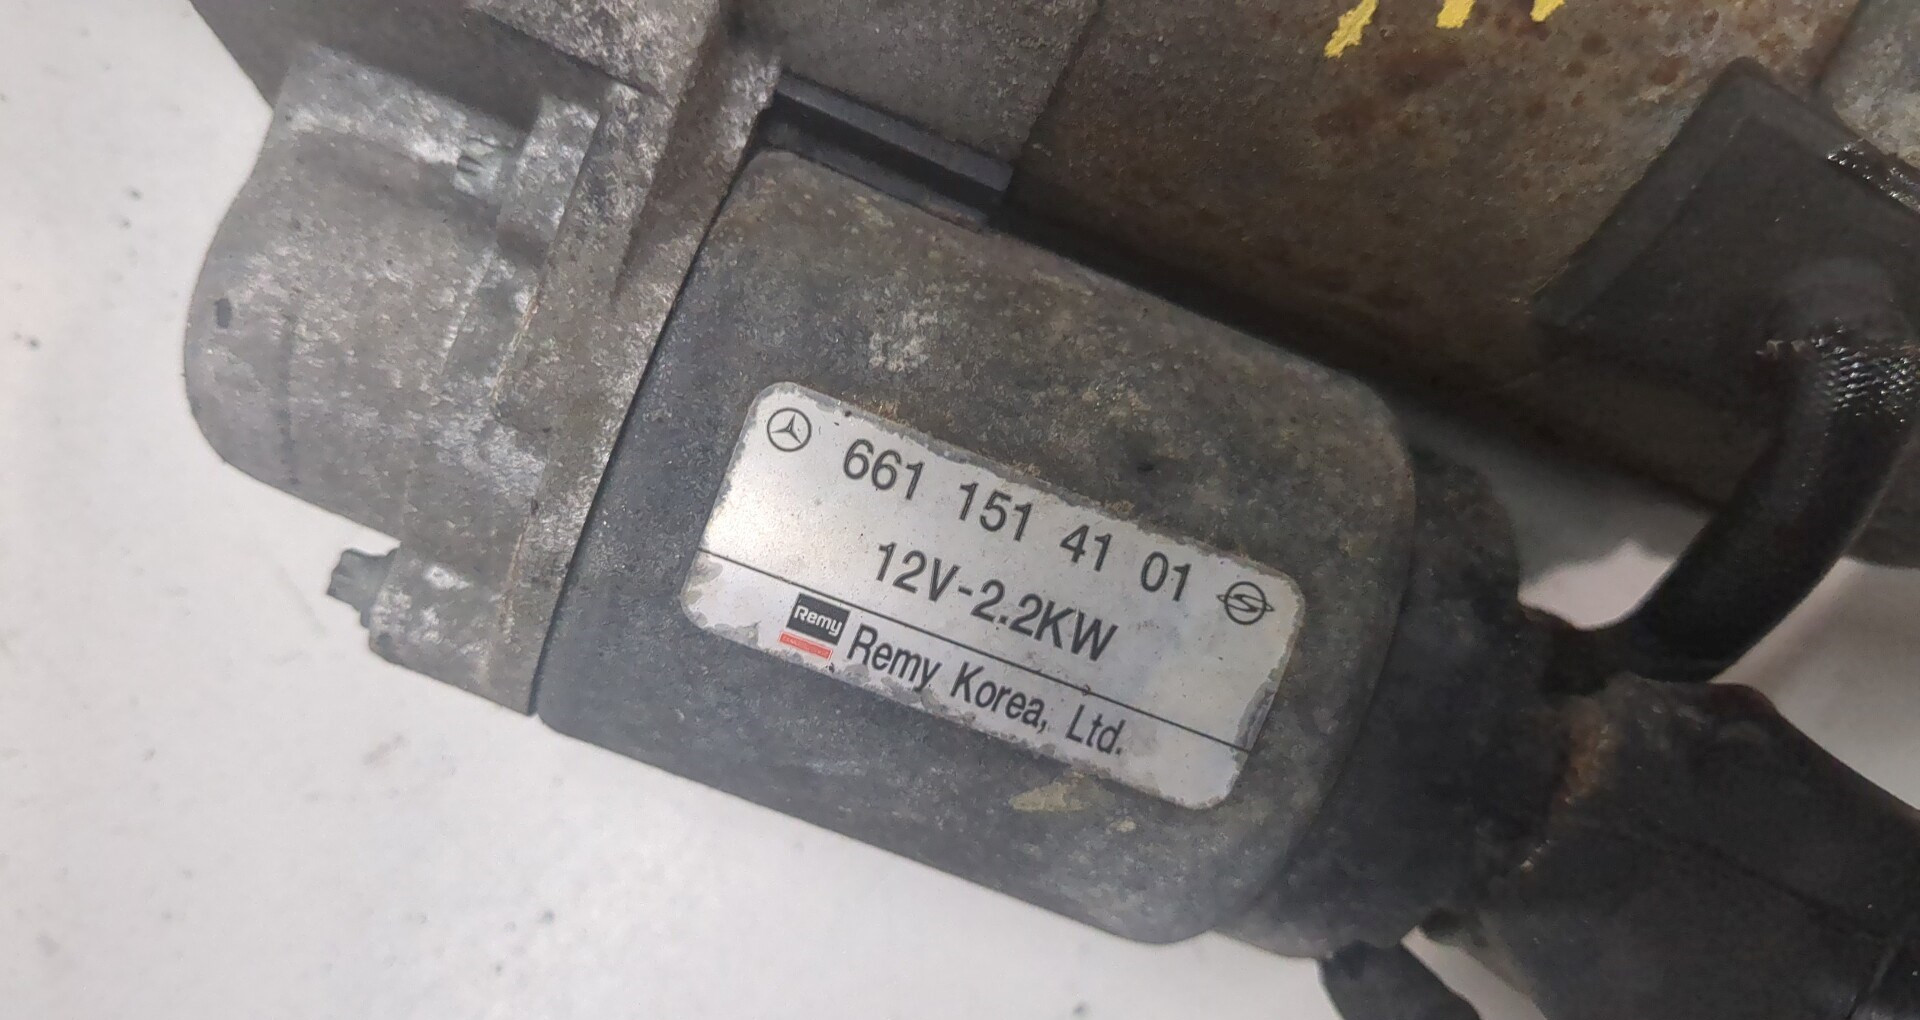 661 151 41 01
12V-2.2KW
Remy Remy Korea, Ltd.